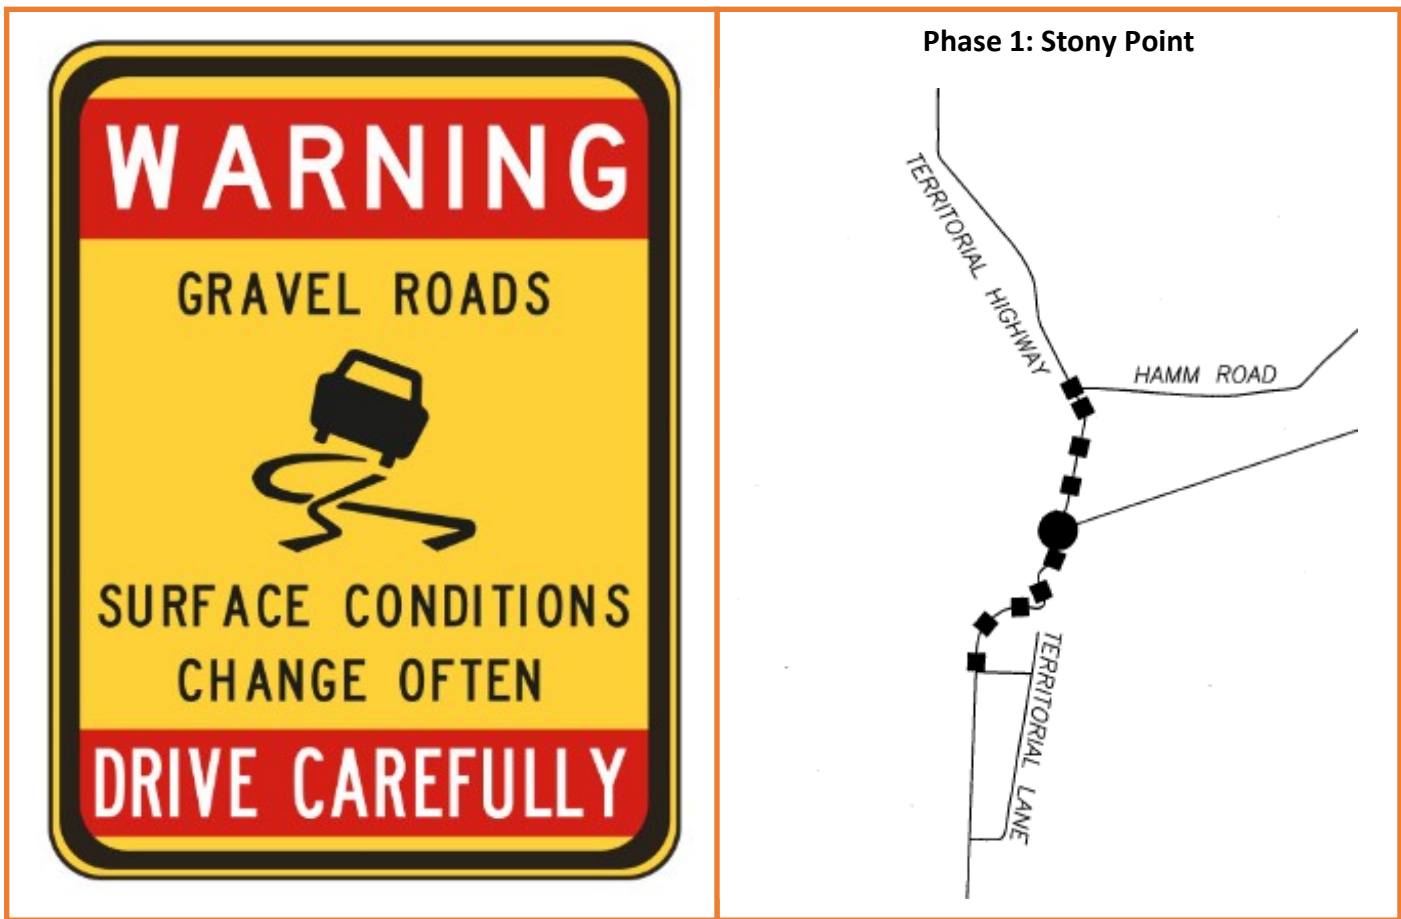 WARNING
GRAVEL ROADS
SURFACE CONDITIONS
CHANGE OFTEN
DRIVE CAREFULLY
Phase 1: Stony Point
TERRITORIAL HIGHWAY
HAMM ROAD
TERRITORIAL LANE